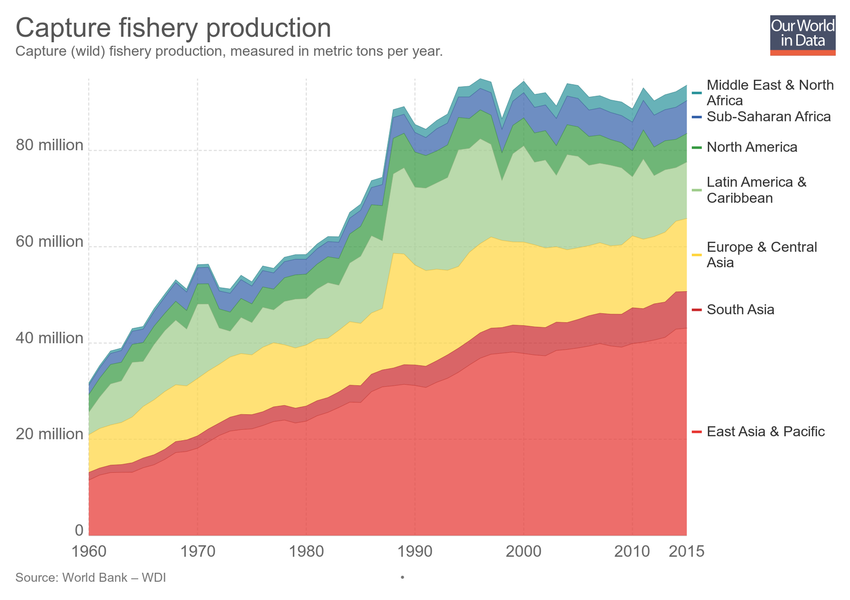 Capture fishery production
Capture (wild) fishery production, measured in metric tons per year.
Our World
in Data
80 million
60 million
40 million
20 million
0
1960
1970
1980
1990
2000
2010
2015
Middle East & North
Africa
Sub-Saharan Africa
North America
Latin America &
Caribbean
Europe & Central
Asia
South Asia
East Asia & Pacific
Source: World Bank – WDI